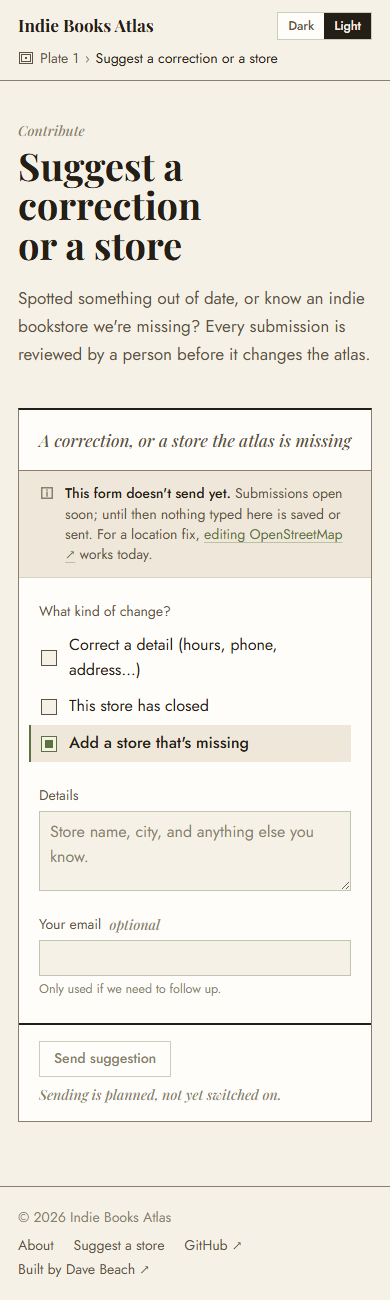 Indie Books Atlas
Dark Light
Plate 1 › Suggest a correction or a store
Contribute
Suggest a
correction
or a store
Spotted something out of date, or know an indie
bookstore we're missing? Every submission is
reviewed by a person before it changes the atlas.
A correction, or a store the atlas is missing
This form doesn't send yet. Submissions open
soon; until then nothing typed here is saved or
sent. For a location fix, editing OpenStreetMap
↗ works today.
What kind of change?
Correct a detail (hours, phone,
address…)
This store has closed
Add a store that's missing
Details
Store name, city, and anything else you
know.
Your email optional
Only used if we need to follow up.
Send suggestion
Sending is planned, not yet switched on.
© 2026 Indie Books Atlas
About Suggest a store GitHub ↗
Built by Dave Beach ↗